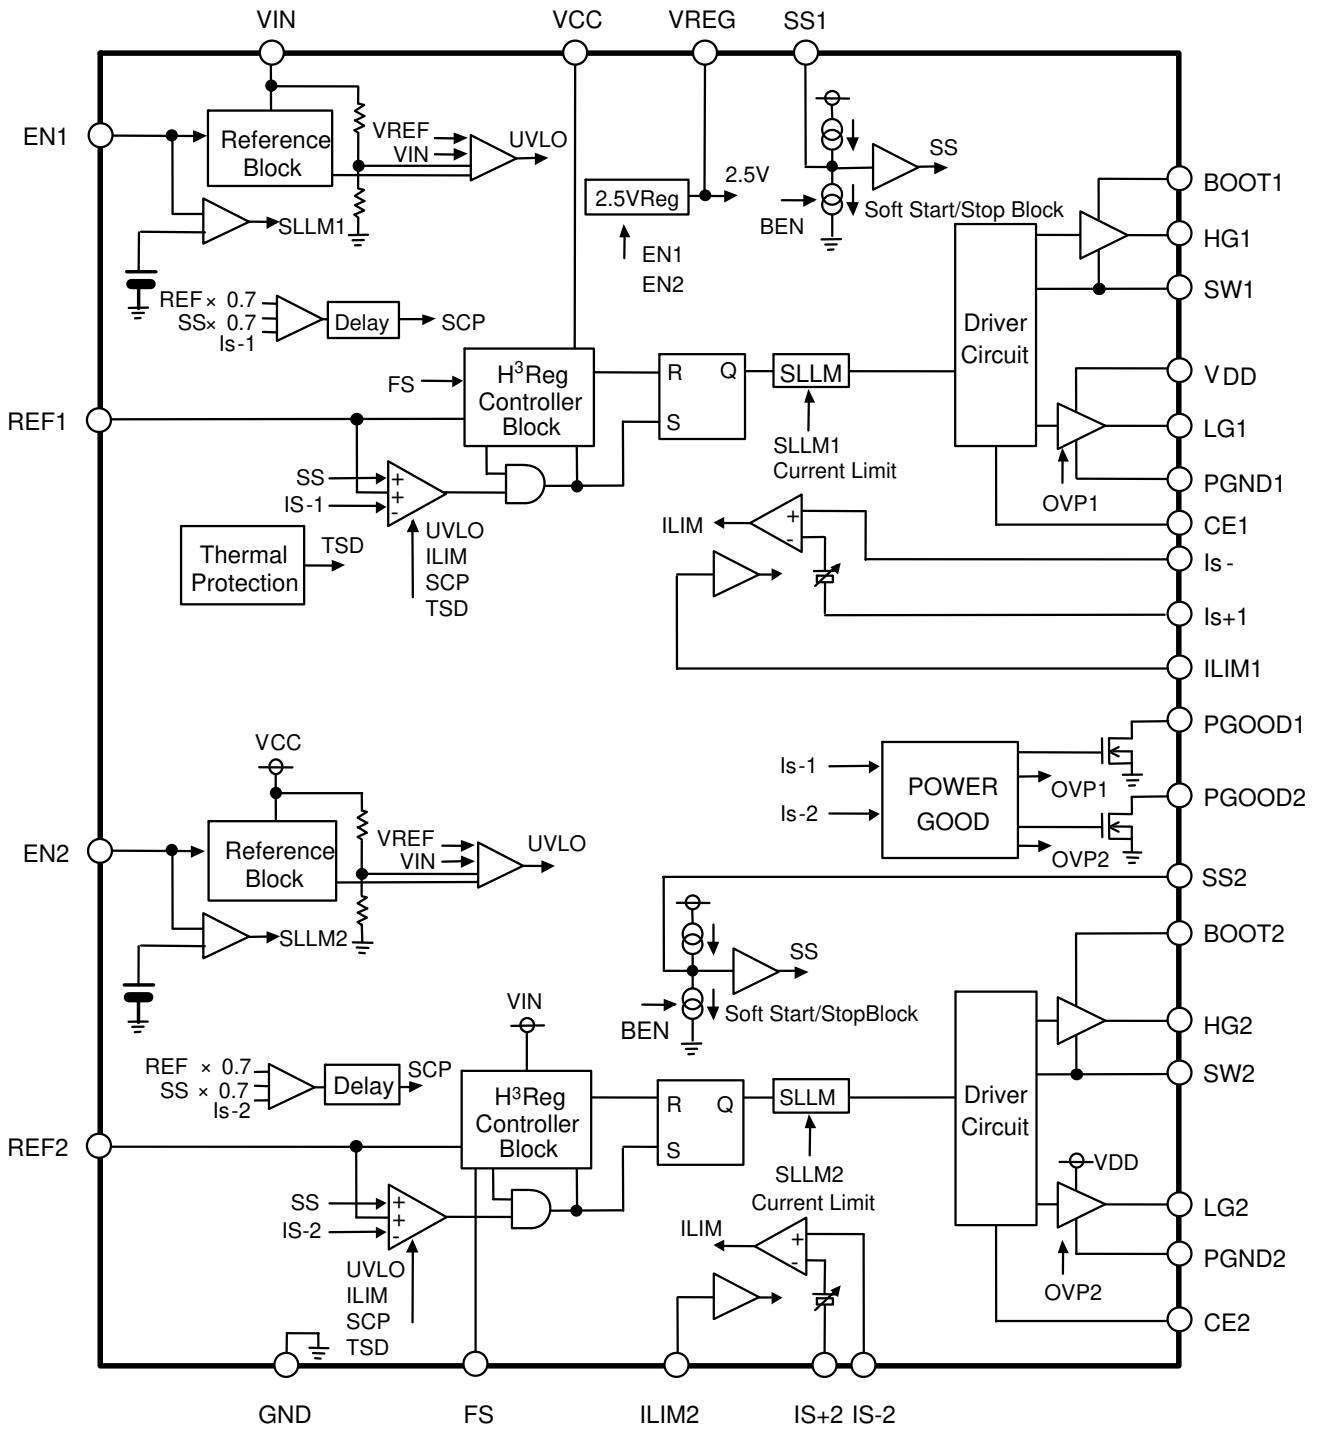 VIN
VCC
VREG
SS1
EN1
Reference
Block
VREF
VIN
UVLO
SLLM1
2.5VReg
2.5V
EN1
EN2
SS
BEN
Soft Start/Stop Block
BOOT1
HG1
SW1
Driver
Circuit
VDD
LG1
OVP1
PGND1
CE1
REF× 0.7
SS× 0.7
Is-1
Delay
SCP
FS
H³Reg
Controller
Block
R
Q
S
SLLM
SLLM1
Current Limit
REF1
SS
IS-1
+
+
-
UVLO
ILIM
SCP
TSD
Thermal
Protection
TSD
ILIM
+
-
Is-
Is+1
ILIM1
PGOOD1
Is-1
Is-2
POWER
GOOD
OVP1
OVP2
PGOOD2
SS2
VCC
EN2
Reference
Block
VREF
VIN
UVLO
SLLM2
SS
BEN
Soft Start/StopBlock
BOOT2
HG2
SW2
Driver
Circuit
VDD
LG2
OVP2
PGND2
CE2
VIN
REF × 0.7
SS × 0.7
Is-2
Delay
SCP
H³Reg
Controller
Block
R
Q
S
SLLM
SLLM2
Current Limit
REF2
SS
IS-2
+
+
-
UVLO
ILIM
SCP
TSD
ILIM
+
-
GND
FS
ILIM2
IS+2
IS-2